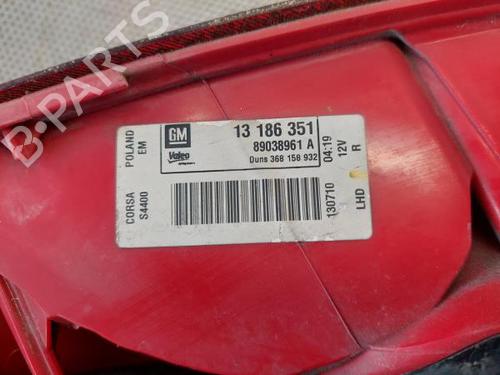 GM
Valeo
13 186 351
89038961 A
Duns 368 158 932
POLAND
EM
CORSA
S4400
04:19
12V
R
130710
LHD
B-PARTS